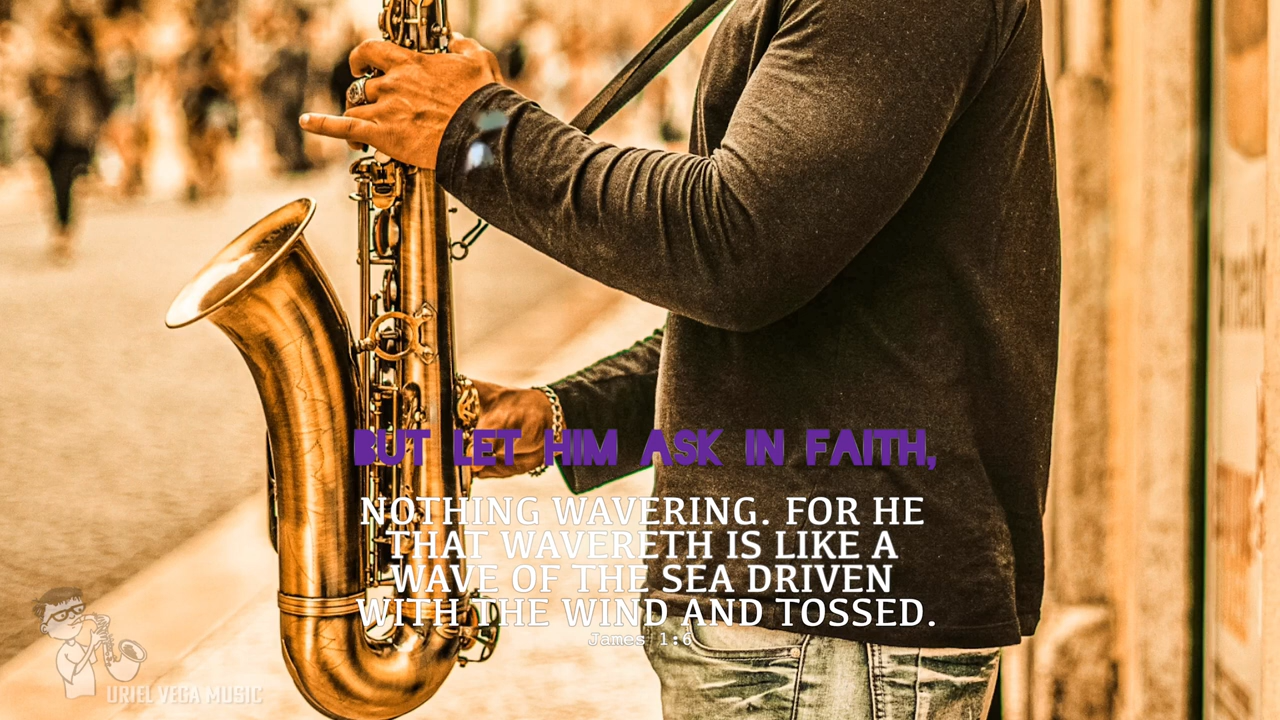 BUT LET HIM ASK IN FAITH,
NOTHING WAVERING. FOR HE
THAT WAVERETH IS LIKE A
WAVE OF THE SEA DRIVEN
WITH THE WIND AND TOSSED.
James 1:6
URIEL VEGA MUSIC